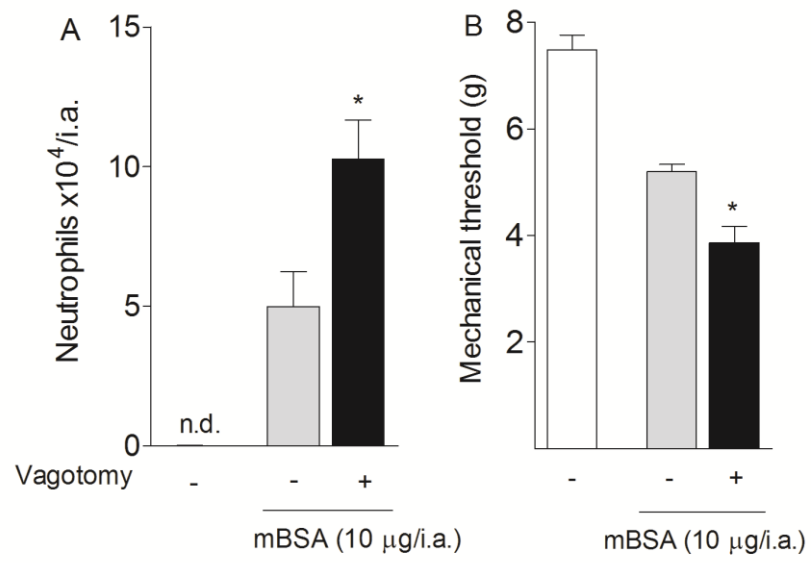 A
15
10
5
0
Neutrophils x10⁴/i.a.
n.d.
*
Vagotomy - - +
mBSA (10 μg/i.a.)
B
8
6
4
2
Mechanical threshold (g)
*
- - +
mBSA (10 μg/i.a.)